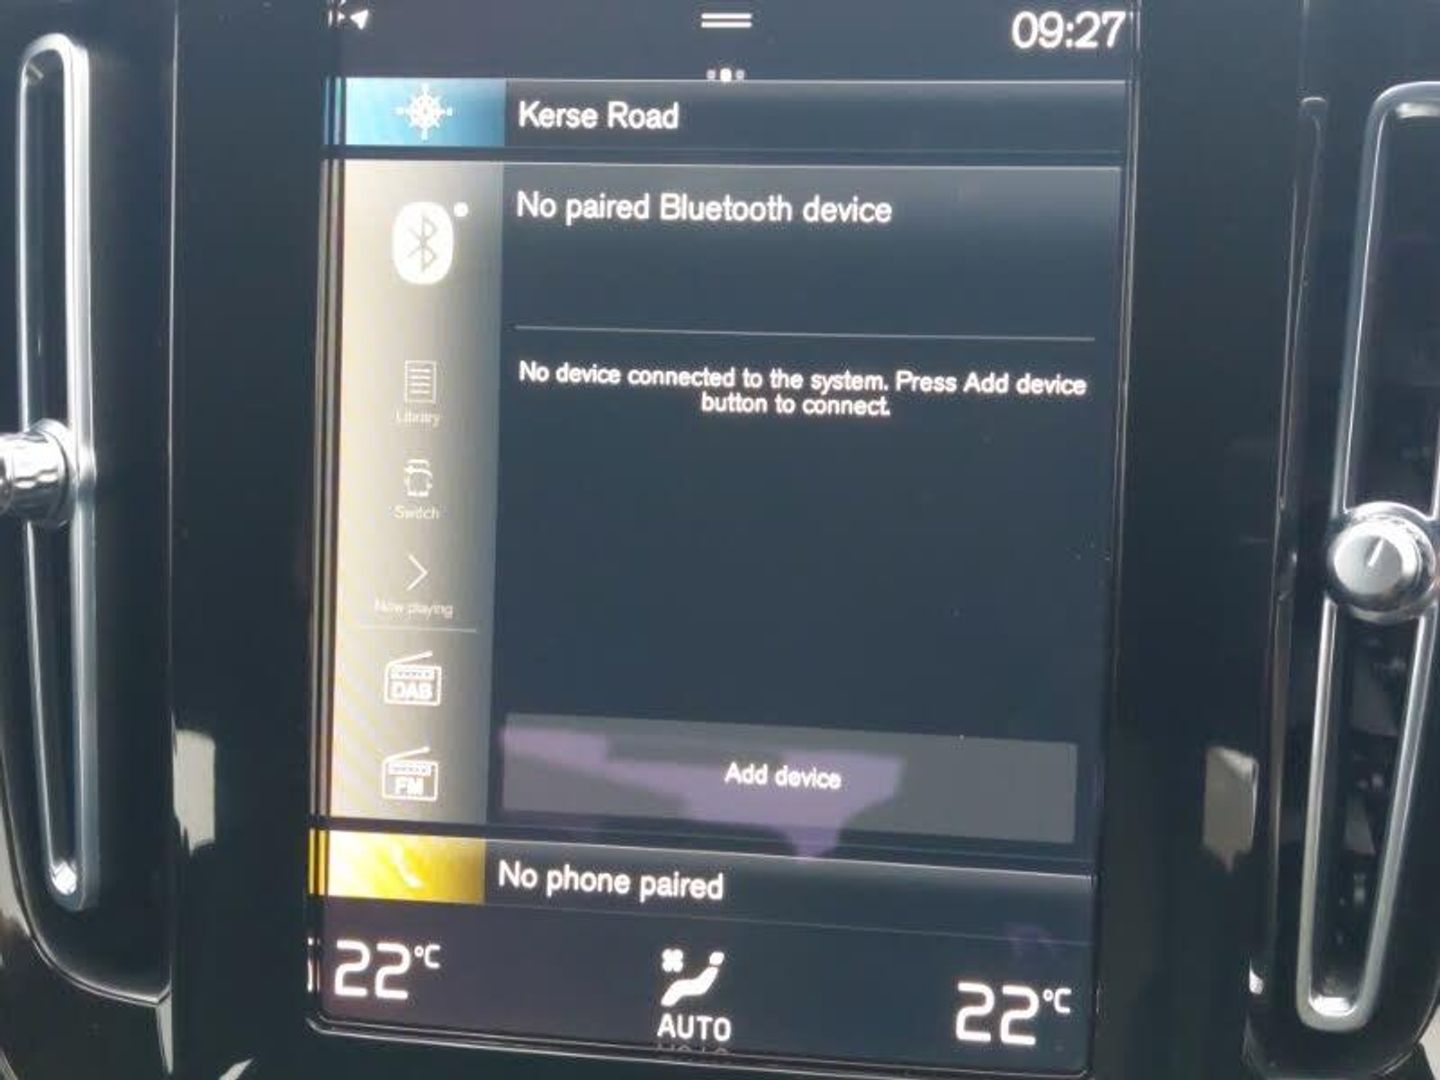 09:27
Kerse Road
No paired Bluetooth device
No device connected to the system. Press Add device
button to connect.
Library
Switch
Now playing
DAB
FM
Add device
No phone paired
22°C
AUTO
22°C